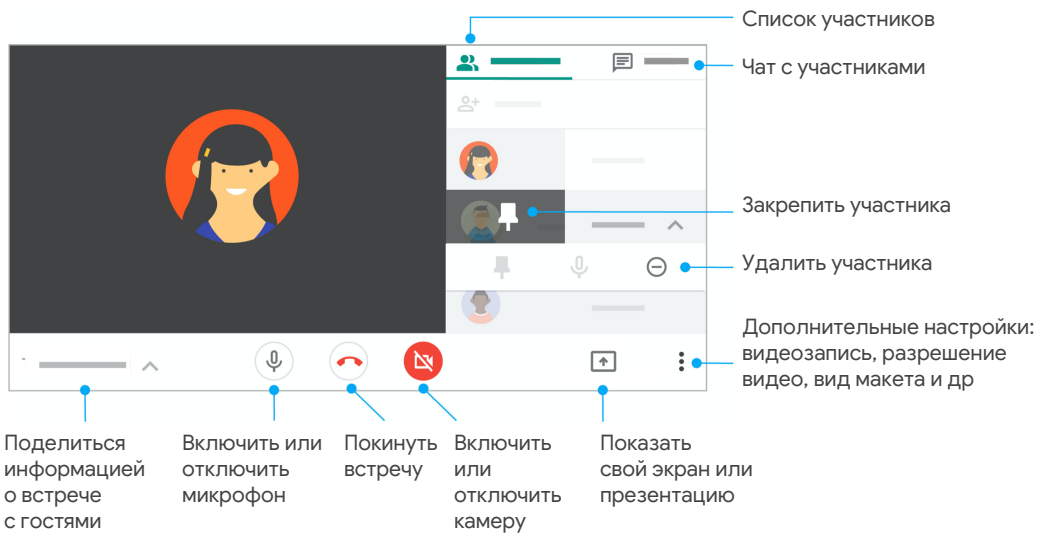 Список участников
Чат с участниками
Закрепить участника
Удалить участника
Дополнительные настройки:
видеозапись, разрешение
видео, вид макета и др
Поделиться
информацией
о встрече
с гостями
Включить или
отключить
микрофон
Покинуть
встречу
Включить
или
отключить
камеру
Показать
свой экран или
презентацию